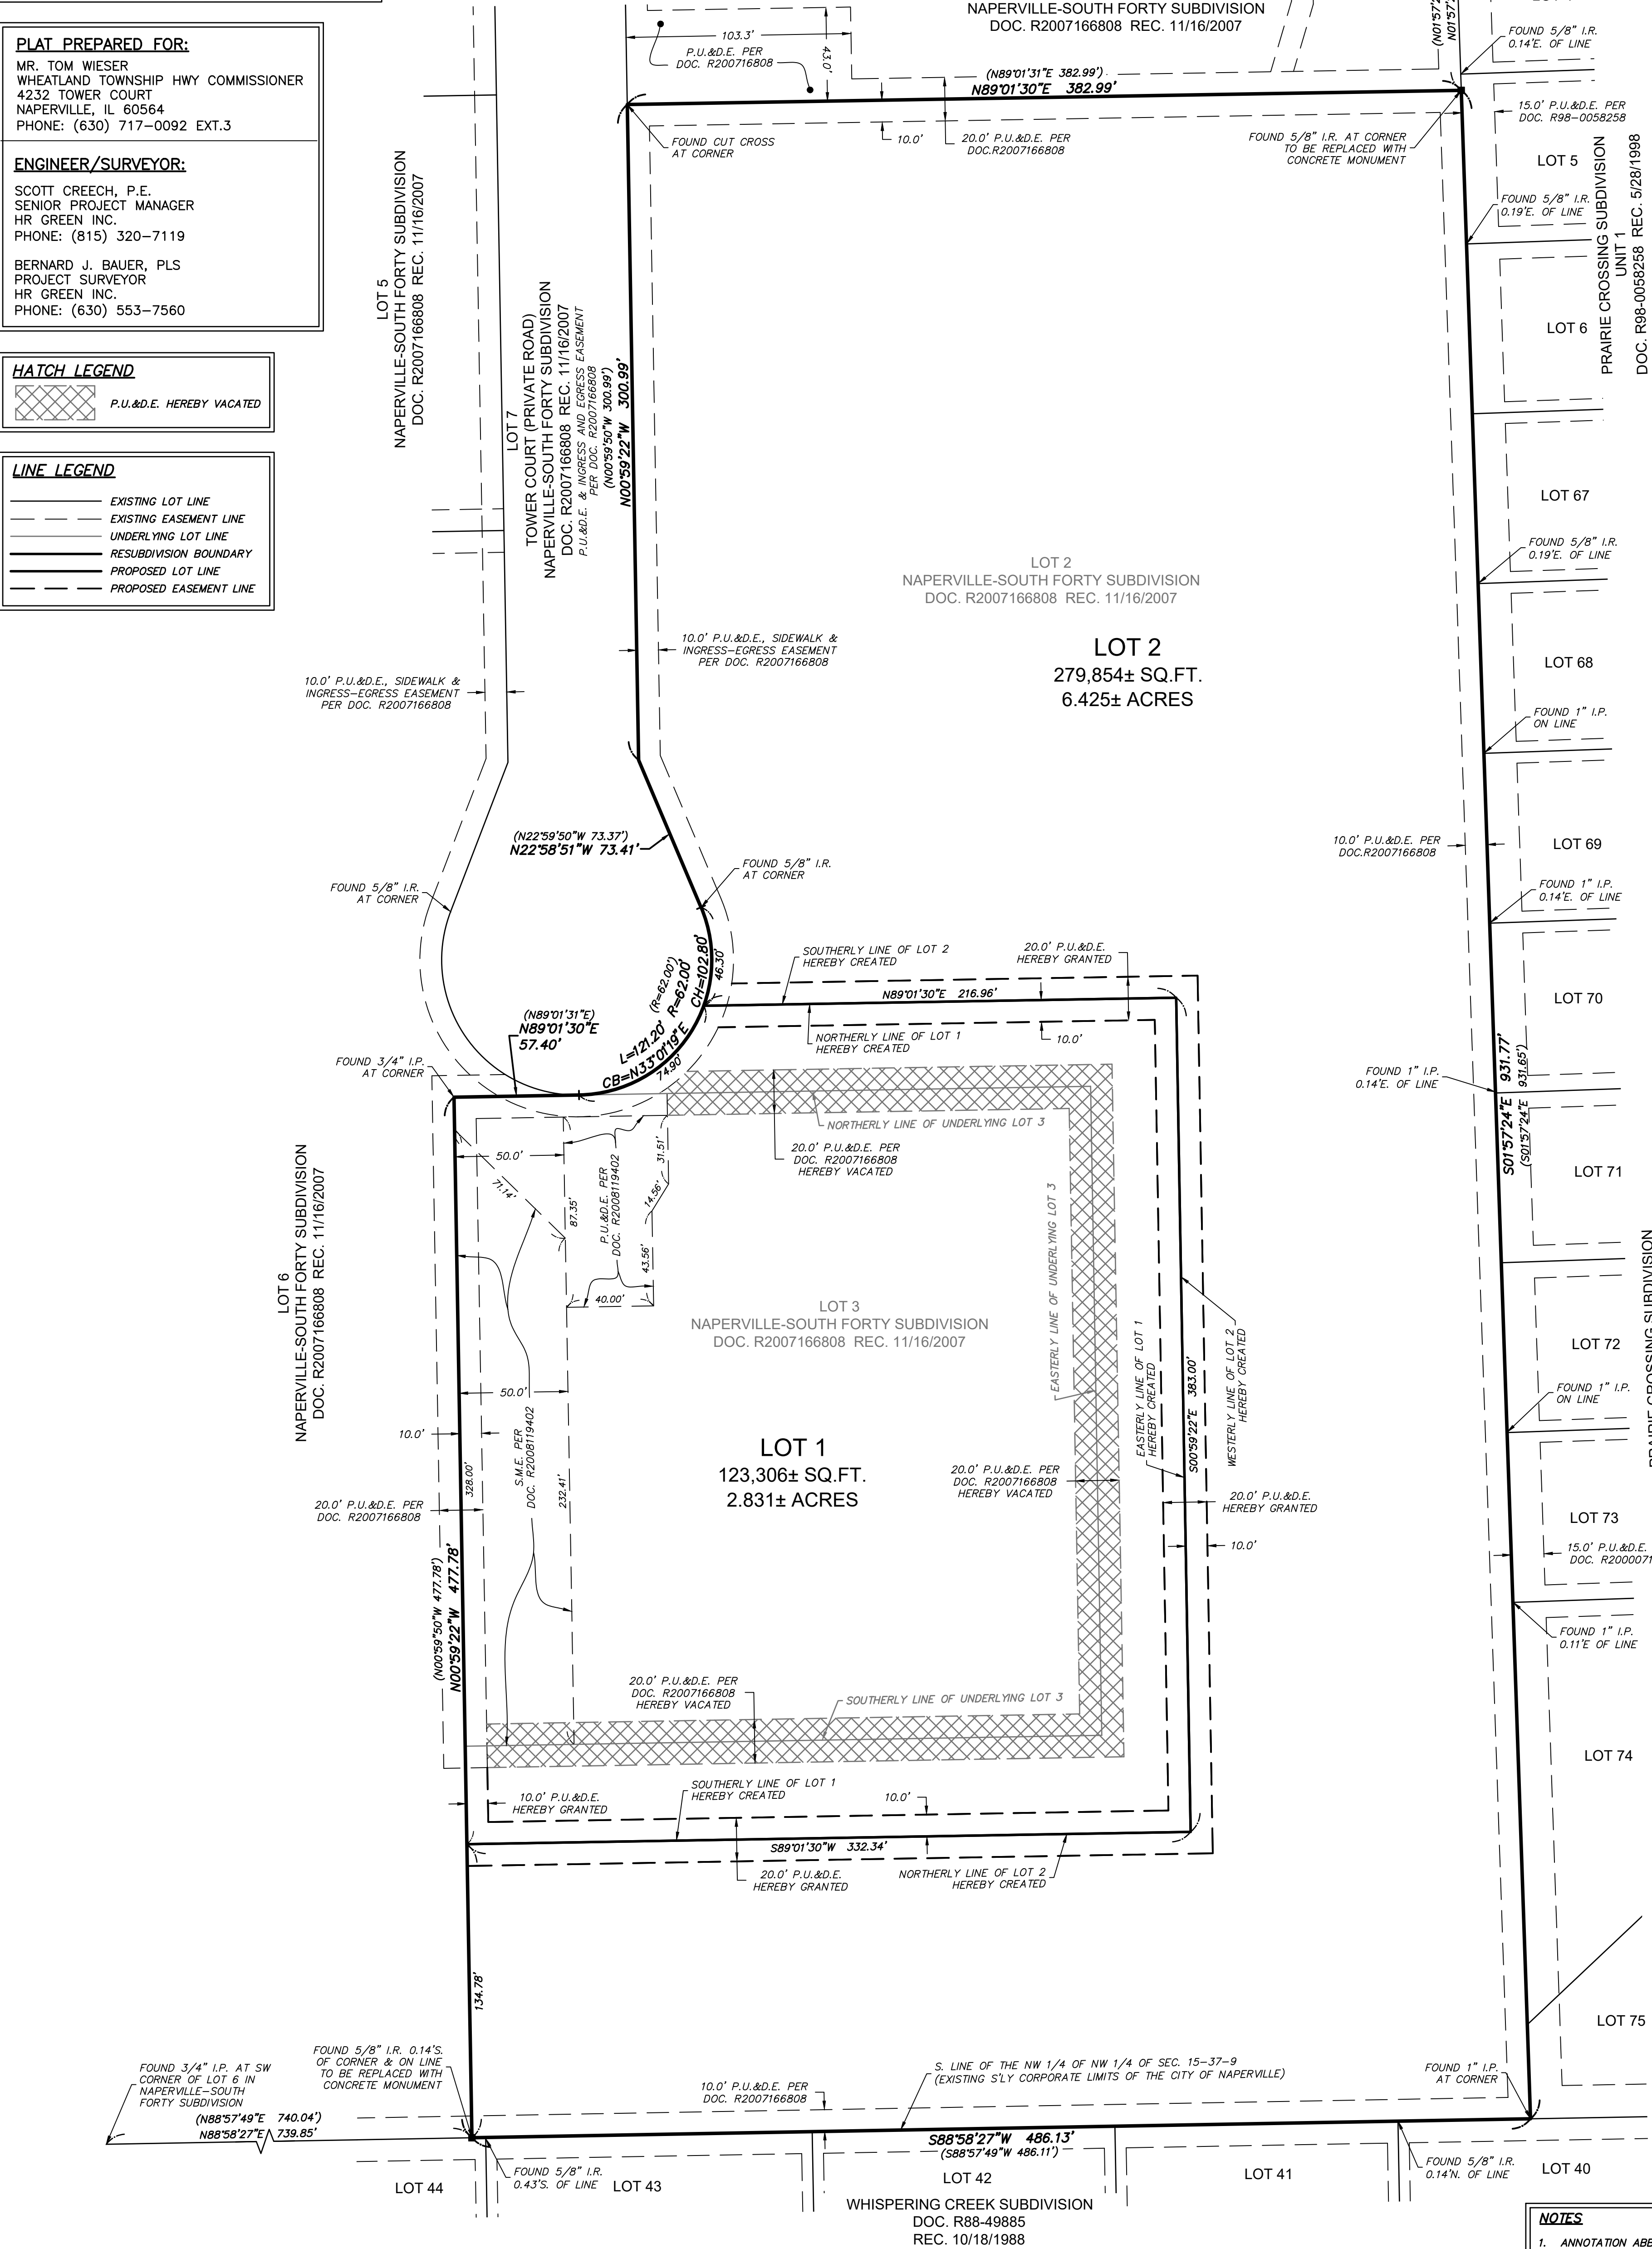 PLAT PREPARED FOR:
MR. TOM WIESER
WHEATLAND TOWNSHIP HWY COMMISSIONER
4232 TOWER COURT
NAPERVILLE, IL 60564
PHONE: (630) 717-0092 EXT.3
ENGINEER/SURVEYOR:
SCOTT CREECH, P.E.
SENIOR PROJECT MANAGER
HR GREEN INC.
PHONE: (815) 320-7119
BERNARD J. BAUER, PLS
PROJECT SURVEYOR
HR GREEN INC.
PHONE: (630) 553-7560
HATCH LEGEND
P.U.&D.E. HEREBY VACATED
LINE LEGEND
EXISTING LOT LINE
EXISTING EASEMENT LINE
UNDERLYING LOT LINE
RESUBDIVISION BOUNDARY
PROPOSED LOT LINE
PROPOSED EASEMENT LINE
NAPERVILLE-SOUTH FORTY SUBDIVISION
DOC. R2007166808 REC. 11/16/2007
103.3'
43.0'
P.U.&D.E. PER
DOC. R200716808
(N89°01'31"E 382.99')
N89°01'30"E 382.99'
FOUND CUT CROSS
AT CORNER
10.0'
20.0' P.U.&D.E. PER
DOC.R2007166808
FOUND 5/8" I.R. AT CORNER
TO BE REPLACED WITH
CONCRETE MONUMENT
(N01°57'2
N01°57'2
FOUND 5/8" I.R.
0.14'E. OF LINE
15.0' P.U.&D.E. PER
DOC. R98-0058258
LOT 5
FOUND 5/8" I.R.
0.19'E. OF LINE
PRAIRIE CROSSING SUBDIVISION
UNIT 1
DOC. R98-0058258 REC. 5/28/1998
LOT 6
LOT 67
FOUND 5/8" I.R.
0.19'E. OF LINE
LOT 68
FOUND 1" I.P.
ON LINE
LOT 69
FOUND 1" I.P.
0.14'E. OF LINE
LOT 70
FOUND 1" I.P.
0.14'E. OF LINE
LOT 71
LOT 72
FOUND 1" I.P.
ON LINE
LOT 73
15.0' P.U.&D.E.
DOC. R2000071
FOUND 1" I.P.
0.11'E OF LINE
LOT 74
LOT 75
PRAIRIE CROSSING SUBDIVISION
LOT 5
NAPERVILLE-SOUTH FORTY SUBDIVISION
DOC. R2007166808 REC. 11/16/2007
LOT 7
TOWER COURT (PRIVATE ROAD)
NAPERVILLE-SOUTH FORTY SUBDIVISION
DOC. R2007166808 REC. 11/16/2007
P.U.&D.E. & INGRESS AND EGRESS EASEMENT
PER DOC. R2007166808
(N00°59'50"W 300.99')
N00°59'22"W 300.99'
LOT 2
NAPERVILLE-SOUTH FORTY SUBDIVISION
DOC. R2007166808 REC. 11/16/2007
LOT 2
279,854± SQ.FT.
6.425± ACRES
10.0' P.U.&D.E., SIDEWALK &
INGRESS-EGRESS EASEMENT
PER DOC. R2007166808
10.0' P.U.&D.E., SIDEWALK &
INGRESS-EGRESS EASEMENT
PER DOC. R2007166808
(N22°59'50"W 73.37')
N22°58'51"W 73.41'
FOUND 5/8" I.R.
AT CORNER
FOUND 5/8" I.R.
AT CORNER
10.0' P.U.&D.E. PER
DOC.R2007166808
(R=62.00')
L=121.20' R=62.00'
CB=N33°01'19"E CH=102.80'
46.30'
74.90'
SOUTHERLY LINE OF LOT 2
HEREBY CREATED
20.0' P.U.&D.E.
HEREBY GRANTED
N89°01'30"E 216.96'
NORTHERLY LINE OF LOT 1
HEREBY CREATED
10.0'
(N89°01'31"E)
N89°01'30"E
57.40'
FOUND 3/4" I.P.
AT CORNER
S01°57'24"E 931.77'
(S01°57'24"E 931.65')
NORTHERLY LINE OF UNDERLYING LOT 3
20.0' P.U.&D.E. PER
DOC. R2007166808
HEREBY VACATED
50.0'
71.14'
87.35'
P.U.&D.E. PER
DOC. R2008119402
31.51'
14.56'
43.56'
40.00'
LOT 6
NAPERVILLE-SOUTH FORTY SUBDIVISION
DOC. R2007166808 REC. 11/16/2007
LOT 3
NAPERVILLE-SOUTH FORTY SUBDIVISION
DOC. R2007166808 REC. 11/16/2007
EASTERLY LINE OF UNDERLYING LOT 3
EASTERLY LINE OF LOT 1
HEREBY CREATED
S00°59'22"E 383.00'
WESTERLY LINE OF LOT 2
HEREBY CREATED
50.0'
10.0'
328.00'
S.M.E. PER
DOC. R2008119402
232.41'
LOT 1
123,306± SQ.FT.
2.831± ACRES
20.0' P.U.&D.E. PER
DOC. R2007166808
HEREBY VACATED
20.0' P.U.&D.E. PER
DOC. R2007166808
20.0' P.U.&D.E.
HEREBY GRANTED
10.0'
(N00°59"50"W 477.78')
N00°59'22"W 477.78'
20.0' P.U.&D.E. PER
DOC. R2007166808
HEREBY VACATED
SOUTHERLY LINE OF UNDERLYING LOT 3
10.0' P.U.&D.E.
HEREBY GRANTED
SOUTHERLY LINE OF LOT 1
HEREBY CREATED
10.0'
S89°01'30"W 332.34'
20.0' P.U.&D.E.
HEREBY GRANTED
NORTHERLY LINE OF LOT 2
HEREBY CREATED
134.78'
FOUND 3/4" I.P. AT SW
CORNER OF LOT 6 IN
NAPERVILLE-SOUTH
FORTY SUBDIVISION
(N88°57'49"E 740.04')
N88°58'27"E 739.85'
FOUND 5/8" I.R. 0.14'S.
OF CORNER & ON LINE
TO BE REPLACED WITH
CONCRETE MONUMENT
10.0' P.U.&D.E. PER
DOC. R2007166808
S. LINE OF THE NW 1/4 OF NW 1/4 OF SEC. 15-37-9
(EXISTING S'LY CORPORATE LIMITS OF THE CITY OF NAPERVILLE)
FOUND 1" I.P.
AT CORNER
S88°58'27"W 486.13'
(S88°57'49"W 486.11')
LOT 44
FOUND 5/8" I.R.
0.43'S. OF LINE
LOT 43
LOT 42
LOT 41
FOUND 5/8" I.R.
0.14'N. OF LINE
LOT 40
WHISPERING CREEK SUBDIVISION
DOC. R88-49885
REC. 10/18/1988
NOTES
1. ANNOTATION ABB